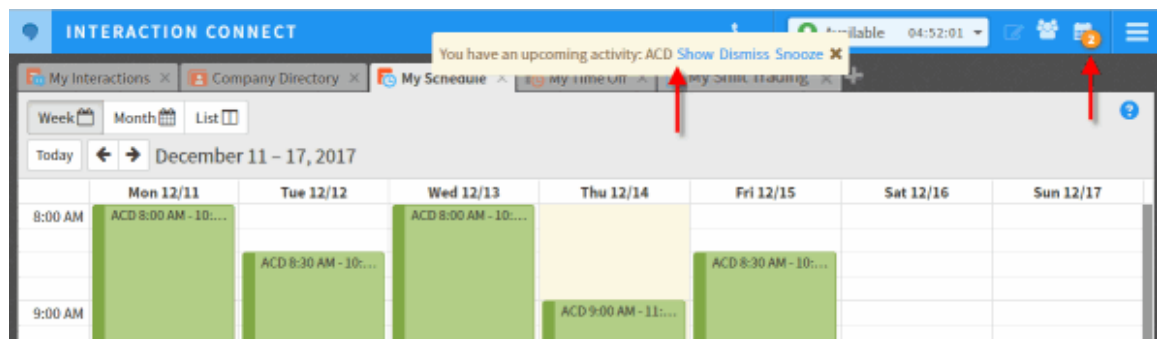 INTERACTION CONNECT
Available 04:52:01
2
You have an upcoming activity: ACD Show Dismiss Snooze
My Interactions Company Directory My Schedule My Time Off My Shift Trading
Week Month List
Today December 11 – 17, 2017
Mon 12/11 Tue 12/12 Wed 12/13 Thu 12/14 Fri 12/15 Sat 12/16 Sun 12/17
8:00 AM ACD 8:00 AM - 10:... ACD 8:00 AM - 10:...
ACD 8:30 AM - 10:... ACD 8:30 AM - 10:...
9:00 AM ACD 9:00 AM - 11:...